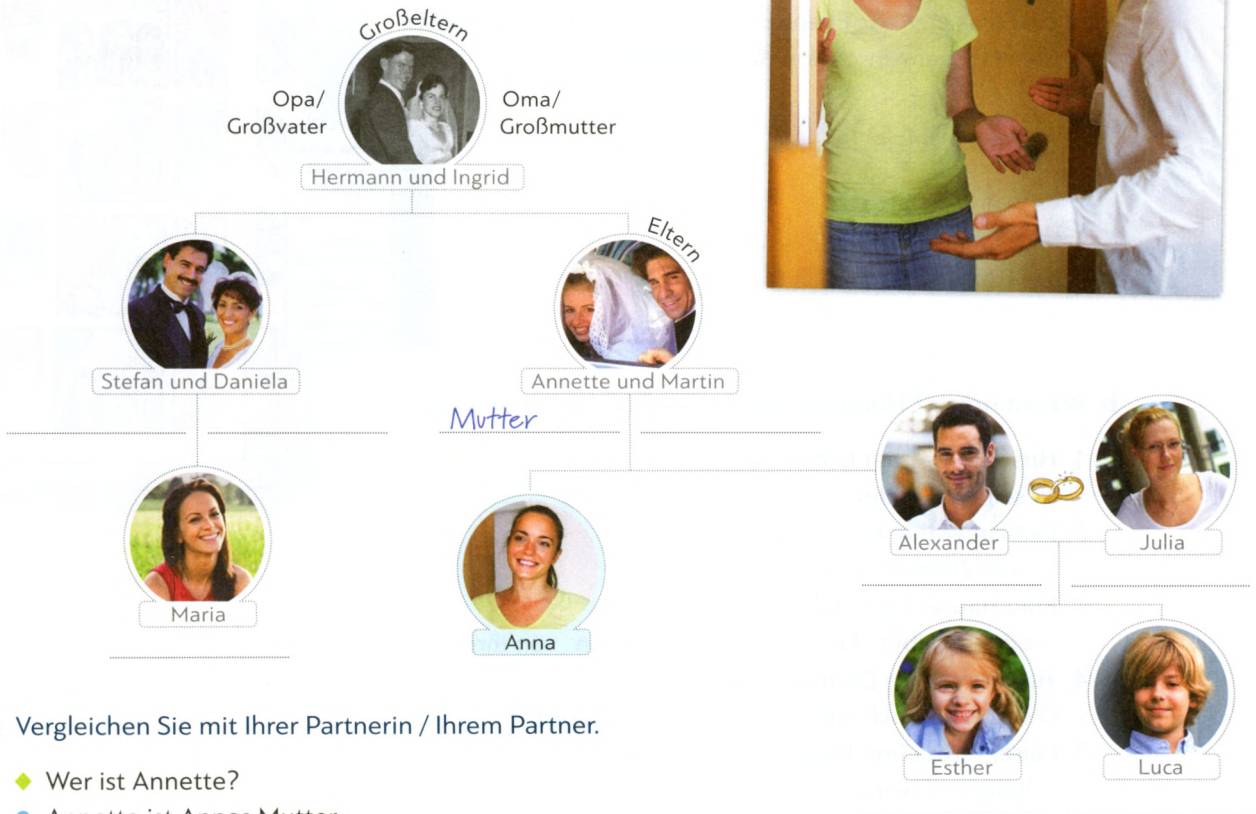 Großeltern
Opa/
Großvater
Oma/
Großmutter
Hermann und Ingrid
Eltern
Stefan und Daniela
Annette und Martin
Mutter
Alexander
Julia
Maria
Anna
Esther
Luca
Vergleichen Sie mit Ihrer Partnerin / Ihrem Partner.
Wer ist Annette?
Annette ist Annas Mutter.